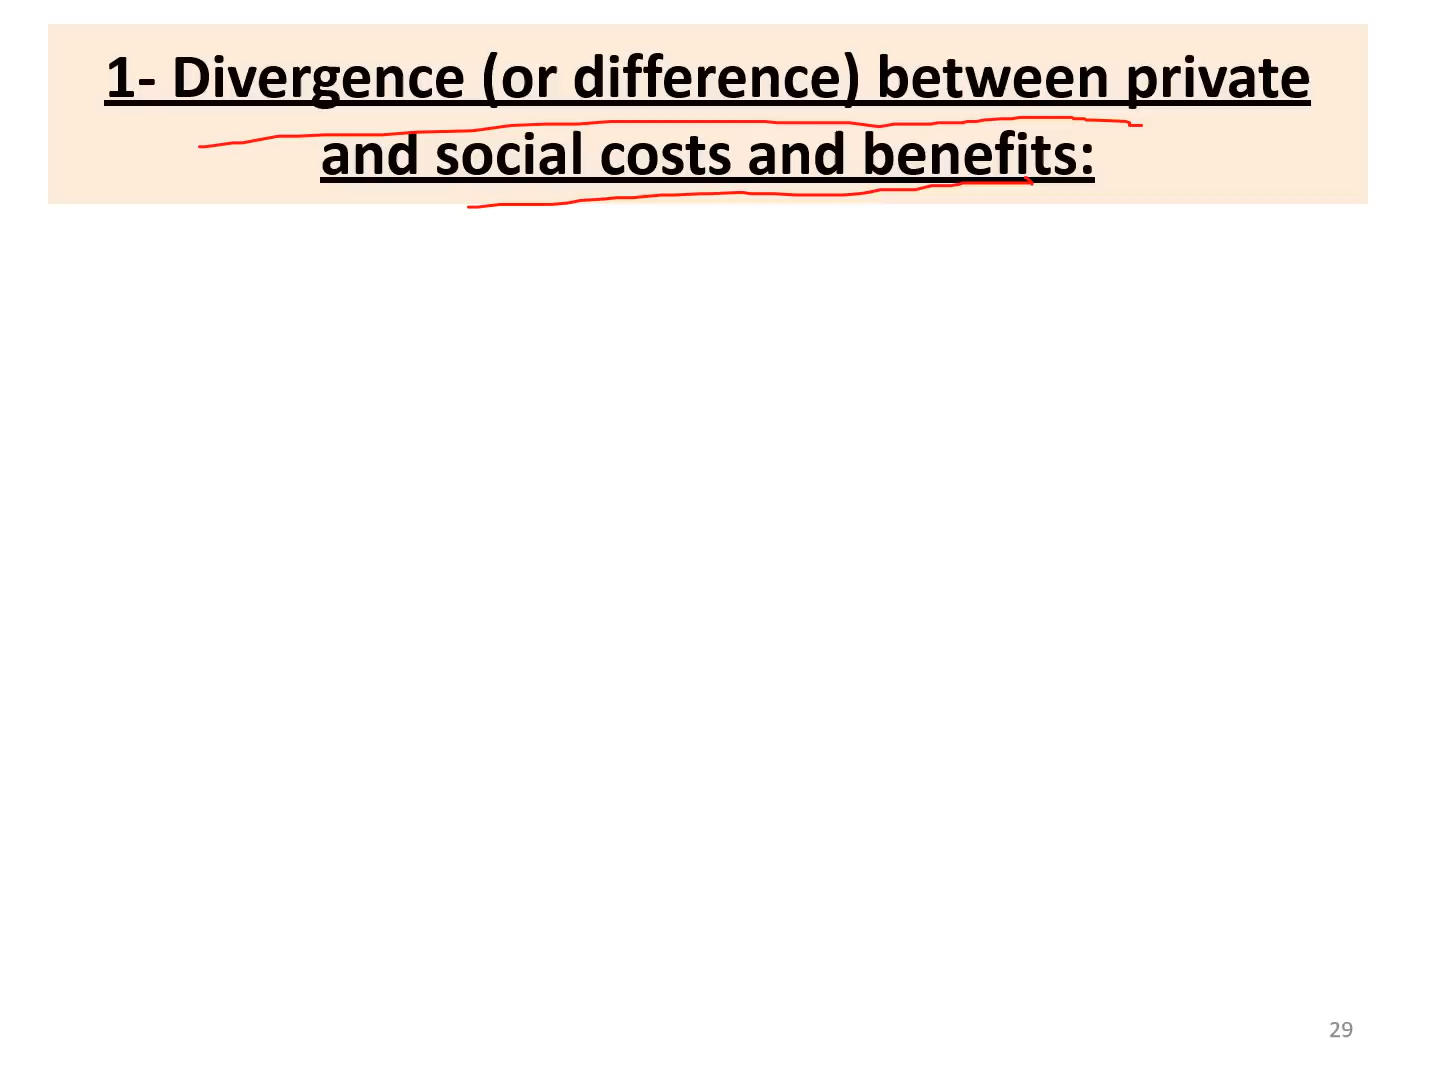 1- Divergence (or difference) between private
and social costs and benefits:
29